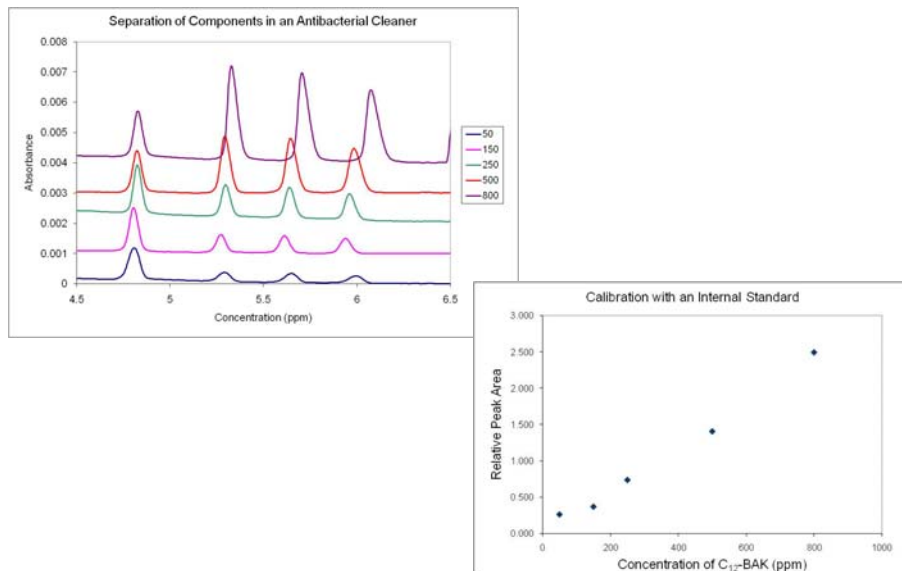 Separation of Components in an Antibacterial Cleaner
0.008
0.007
0.006
0.005
0.004
0.003
0.002
0.001
0
Absorbance
4.5 5 5.5 6 6.5
Concentration (ppm)
50
150
250
500
800
Calibration with an Internal Standard
3.000
2.500
2.000
1.500
1.000
0.500
0.000
Relative Peak Area
0 200 400 600 800 1000
Concentration of C₁₂-BAK (ppm)